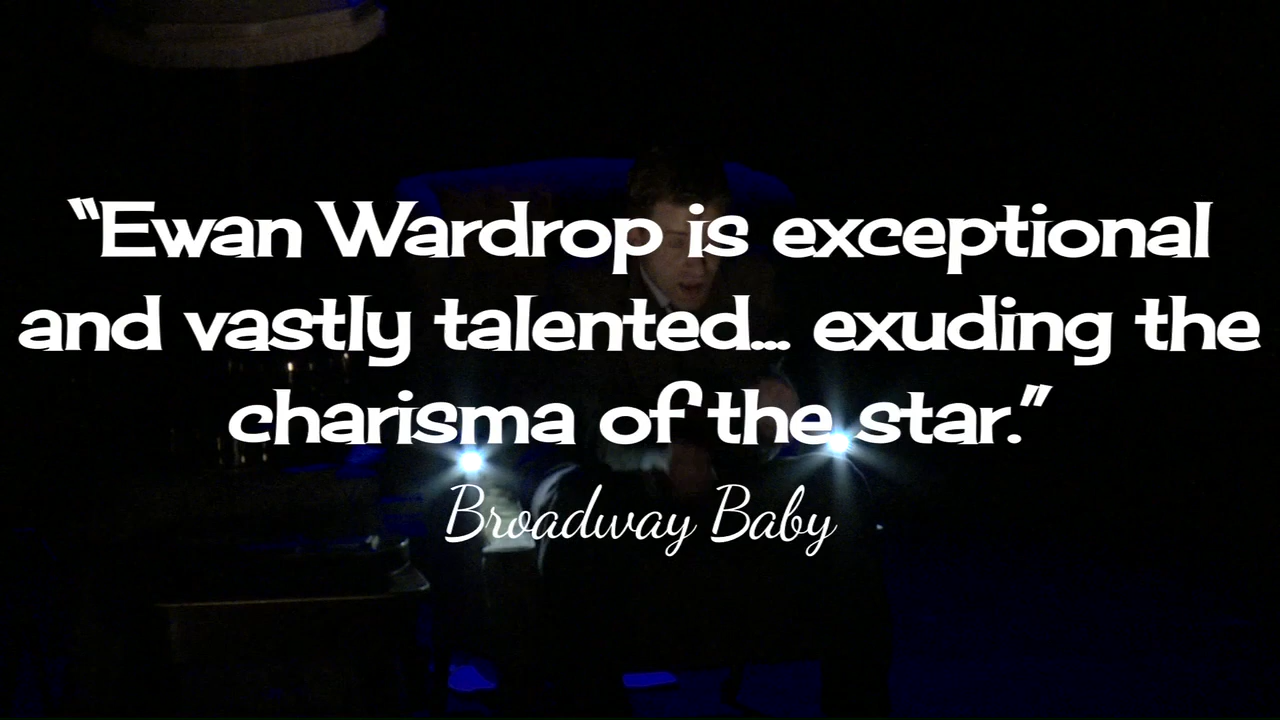 “Ewan Wardrop is exceptional
and vastly talented... exuding the
charisma of the star.”
Broadway Baby